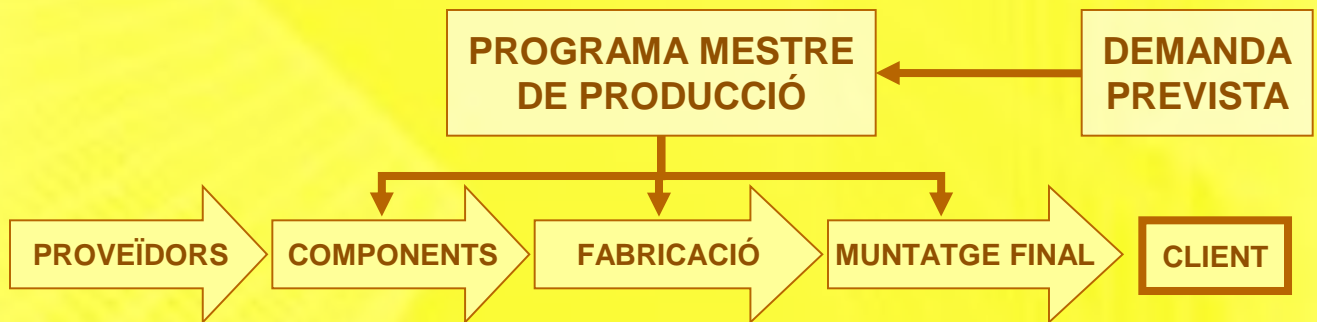 PROGRAMA MESTRE
DE PRODUCCIÓ
DEMANDA
PREVISTA
PROVEÏDORS
COMPONENTS
FABRICACIÓ
MUNTATGE FINAL
CLIENT